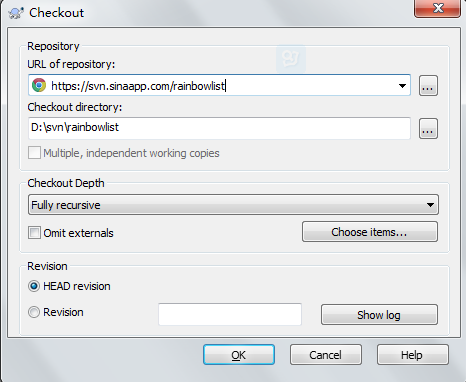 Checkout
Repository
URL of repository:
https://svn.sinaapp.com/rainbowlist
...
Checkout directory:
D:\svn\rainbowlist
...
Multiple, independent working copies
Checkout Depth
Fully recursive
Omit externals
Choose items...
Revision
HEAD revision
Revision
Show log
OK
Cancel
Help